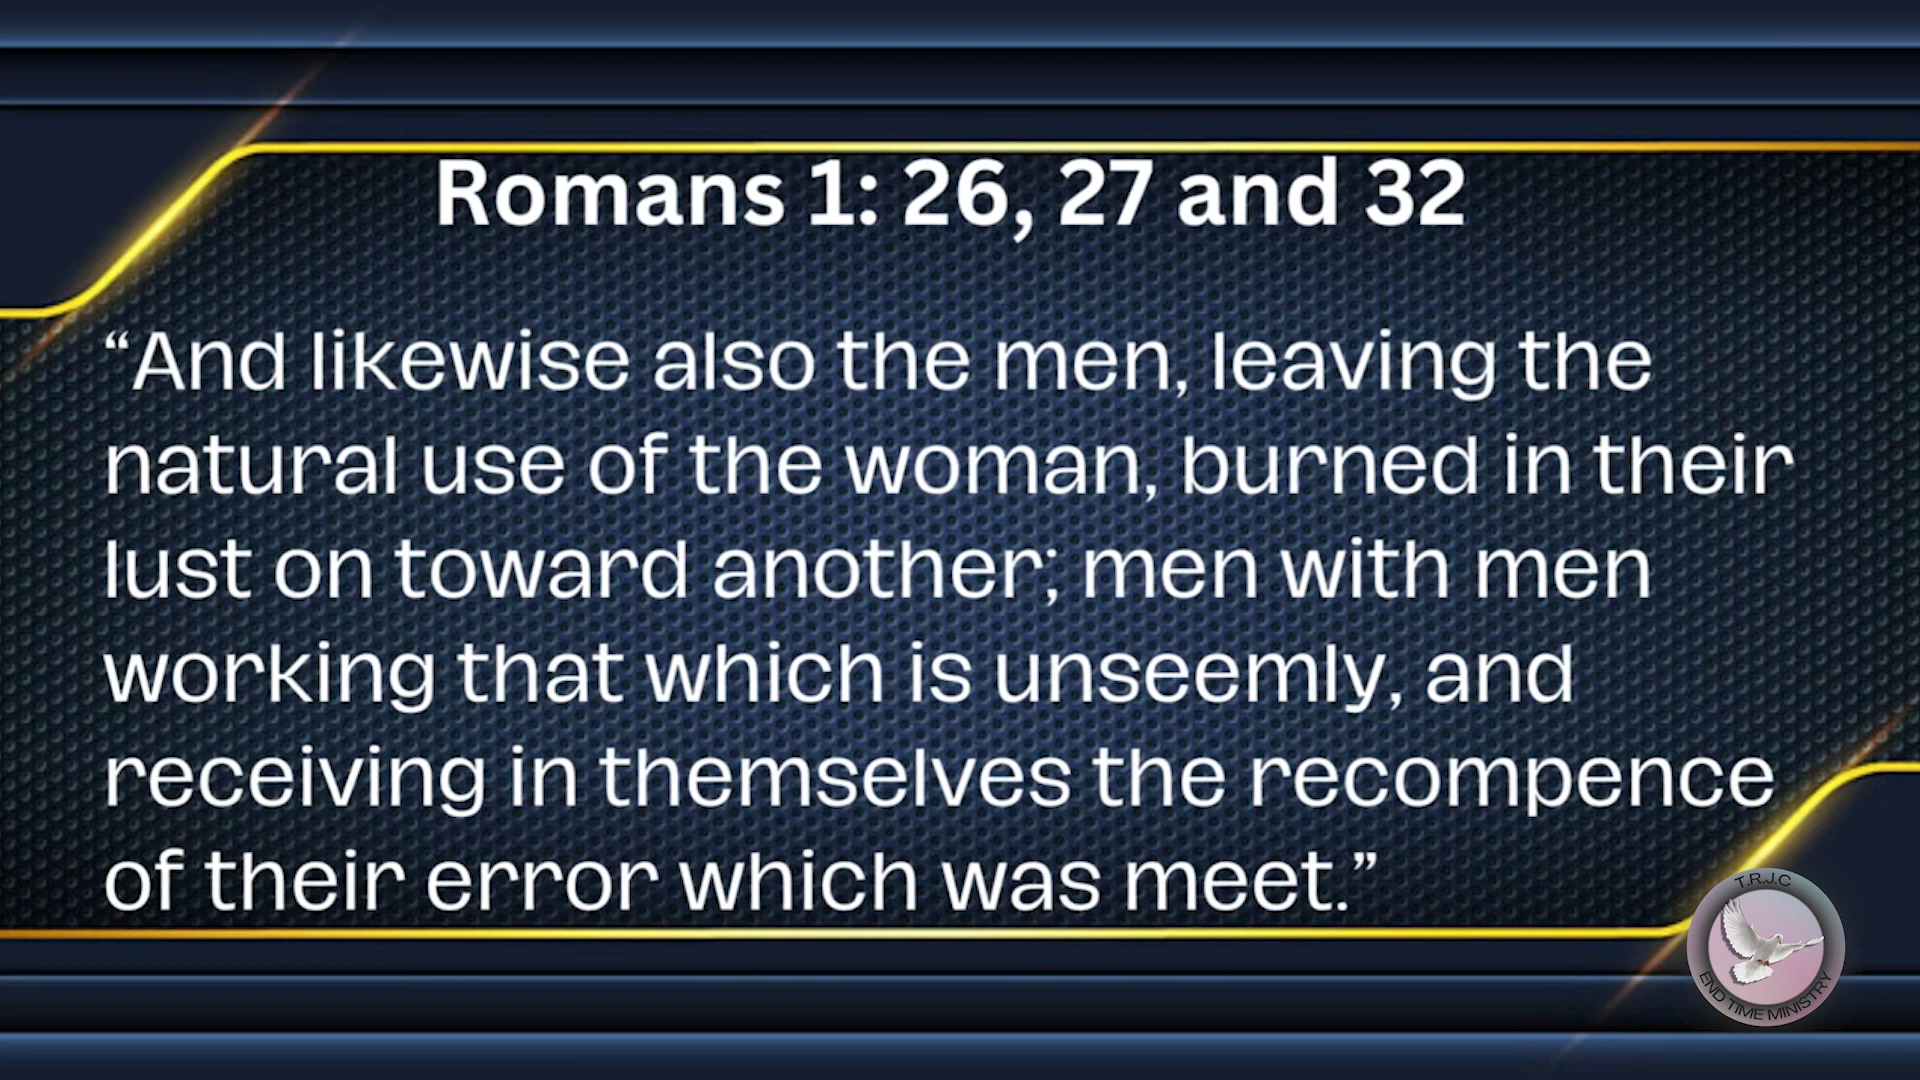 Romans 1: 26, 27 and 32
“And likewise also the men, leaving the
natural use of the woman, burned in their
lust on toward another; men with men
working that which is unseemly, and
receiving in themselves the recompence
of their error which was meet.”
T.R.J.C
END TIME MINISTRY